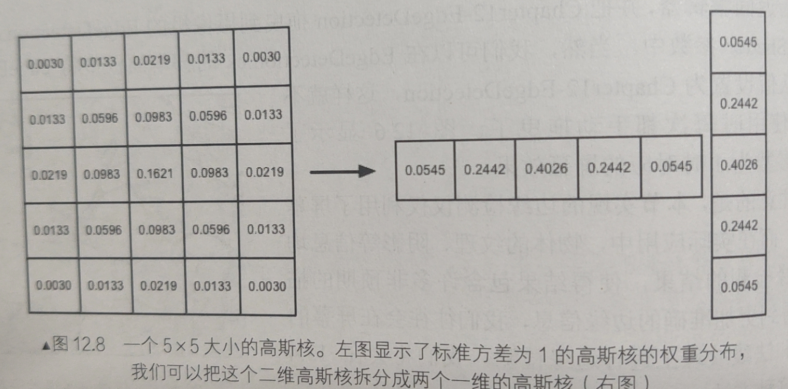 0.0030 0.0133 0.0219 0.0133 0.0030
0.0133 0.0596 0.0983 0.0596 0.0133
0.0219 0.0983 0.1621 0.0983 0.0219
0.0133 0.0596 0.0983 0.0596 0.0133
0.0030 0.0133 0.0219 0.0133 0.0030
0.0545 0.2442 0.4026 0.2442 0.0545
0.0545
0.2442
0.4026
0.2442
0.0545
▲图 12.8 一个 5×5 大小的高斯核。左图显示了标准方差为 1 的高斯核的权重分布，
我们可以把这个二维高斯核拆分成两个一维的高斯核（右图）